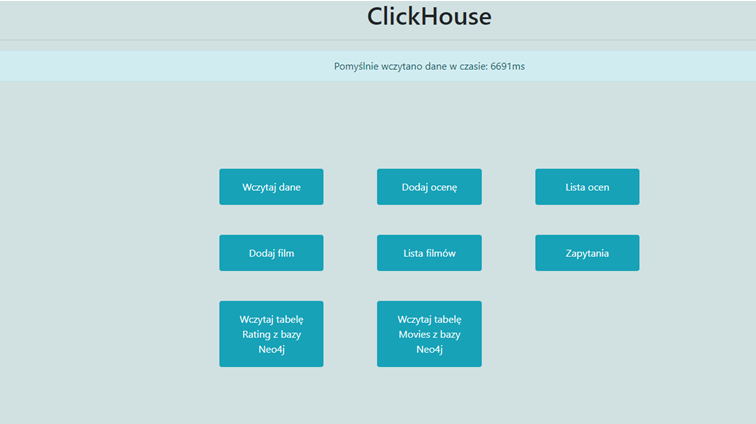 ClickHouse
Pomyślnie wczytano dane w czasie: 6691ms
Wczytaj dane
Dodaj ocenę
Lista ocen
Dodaj film
Lista filmów
Zapytania
Wczytaj tabelę
Rating z bazy
Neo4j
Wczytaj tabelę
Movies z bazy
Neo4j